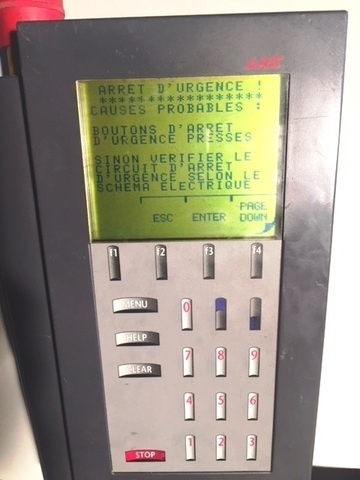 ARRET D'URGENCE !
*****************
CAUSES PROBABLES :
BOUTONS D'ARRET
D'URGENCE PRESSES
SINON VERIFIER LE
CIRCUIT D'ARRET
D'URGENCE SELON LE
SCHEMA ELECTRIQUE
PAGE
ESC ENTER DOWN
f1 f2 f3 f4
MENU 0
HELP
7 8 9
CLEAR
4 5 6
STOP 1 2 3